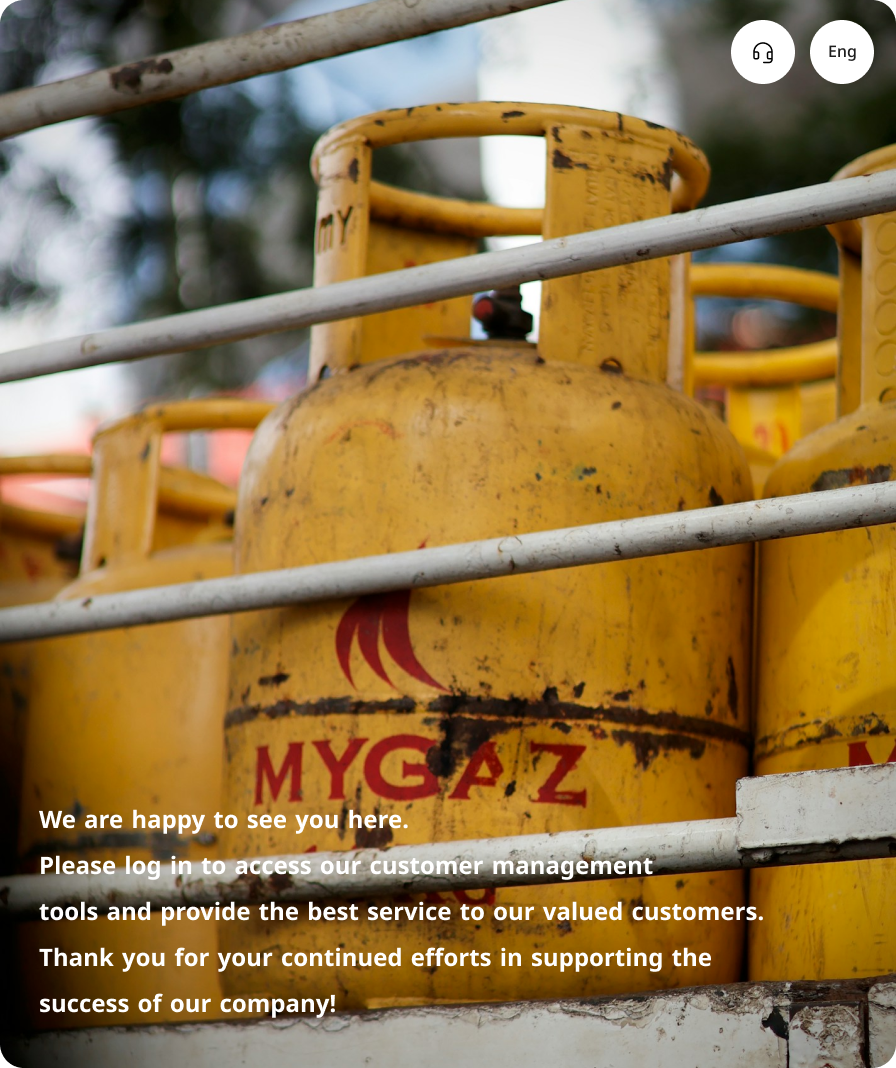 Eng
MY
MYGAZ
We are happy to see you here.
Please log in to access our customer management
tools and provide the best service to our valued customers.
Thank you for your continued efforts in supporting the
success of our company!